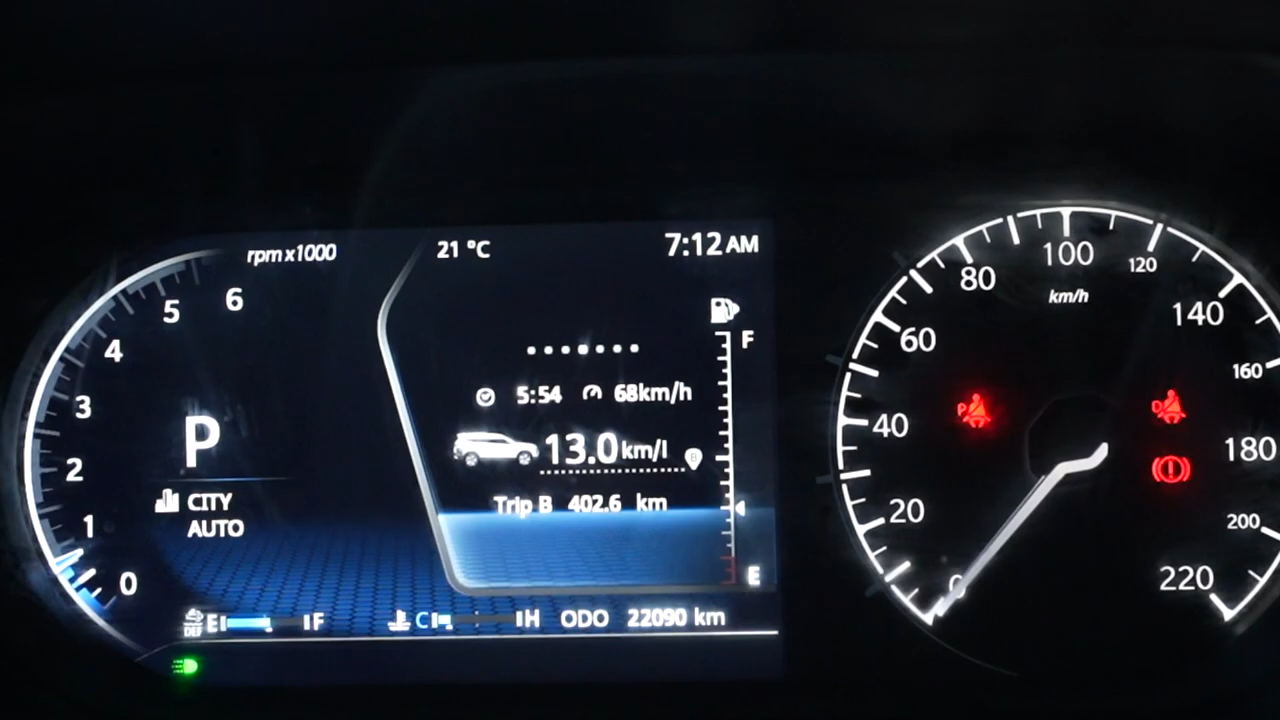 rpm x1000
21 °C
7:12 AM
6
5
4
3
2
1
0
P
CITY
AUTO
F
5:54 68km/h
13.0 km/l
B
Trip B 402.6 km
E
DEF E F
C H
ODO 22090 km
0
20
40
60
80
100
120
140
160
180
200
220
km/h
P
D